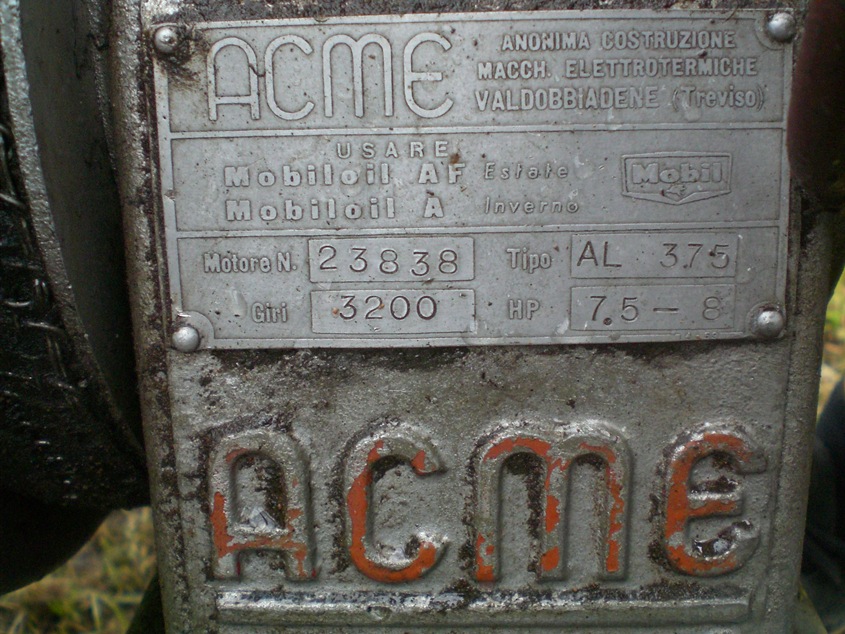 ACME
ANONIMA COSTRUZIONE
MACCH. ELETTROTERMICHE
VALDOBBIADENE (Treviso)
USARE
Mobiloil AF Estate
Mobiloil A Inverno
Mobil
Motore N. 23838 Tipo AL 375
Giri 3200 HP 7.5 - 8
ACME